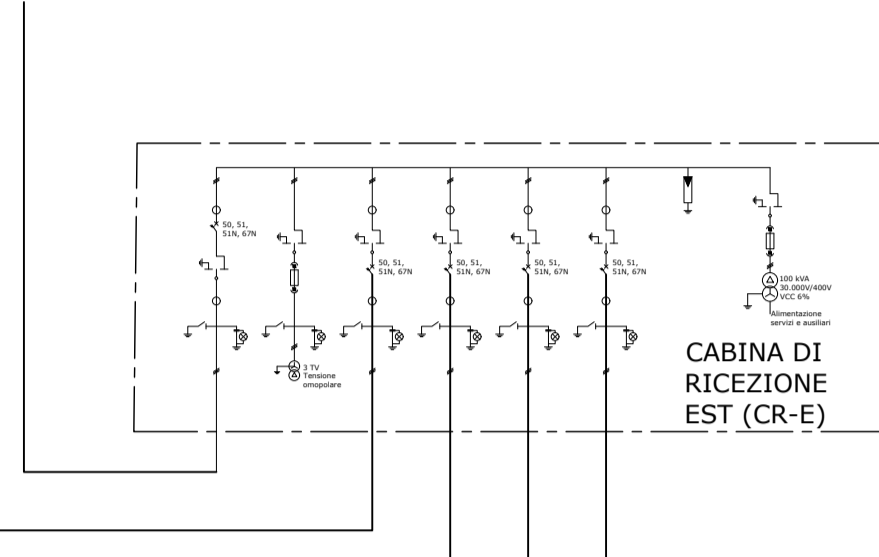 50, 51,
51N, 67N
50, 51,
51N, 67N
50, 51,
51N, 67N
50, 51,
51N, 67N
50, 51,
51N, 67N
100 kVA
30.000V/400V
VCC 6%
Alimentazione
servizi e ausiliari
3 TV
Tensione
omopolare
CABINA DI
RICEZIONE
EST (CR-E)